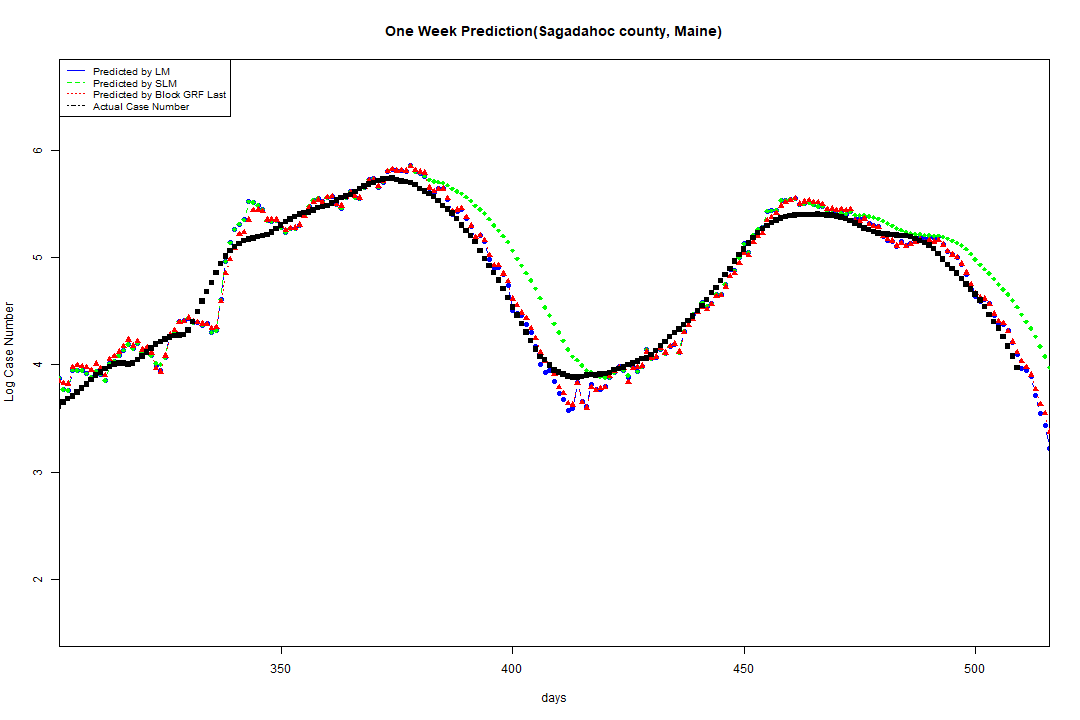 One Week Prediction(Sagadahoc county, Maine)
Predicted by LM
Predicted by SLM
Predicted by Block GRF Last
Actual Case Number
6
5
4
3
2
Log Case Number
350
400
450
500
days